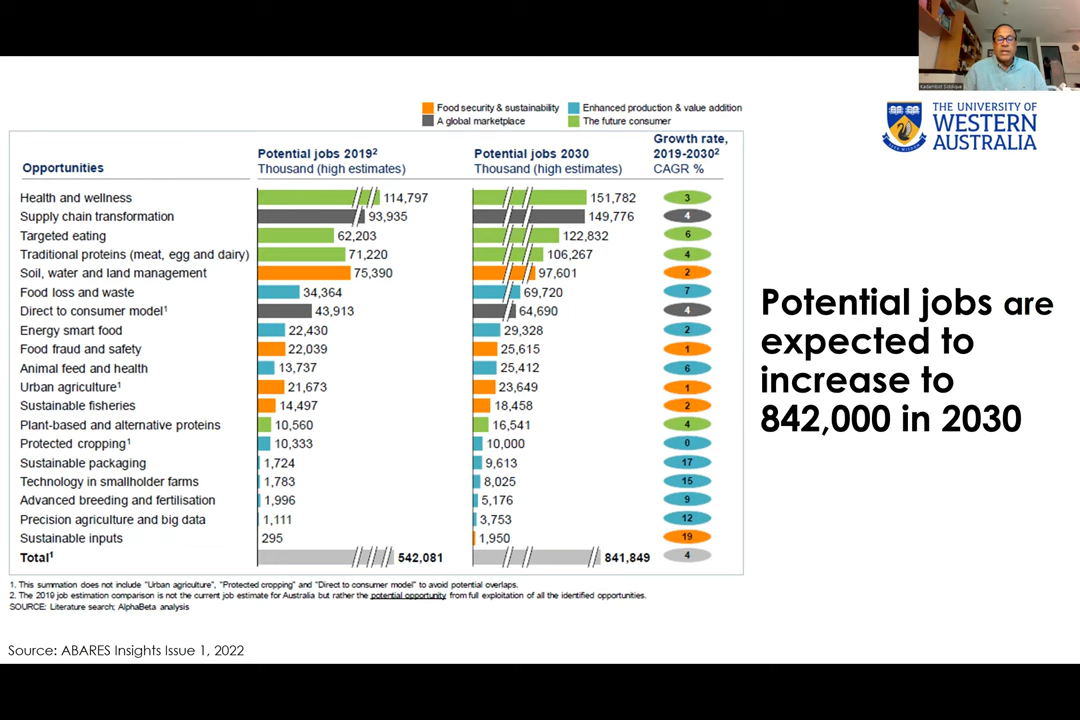 Kadambot Siddique
Food security & sustainability
Enhanced production & value addition
A global marketplace
The future consumer
THE UNIVERSITY OF
WESTERN
AUSTRALIA
Opportunities
Potential jobs 2019²
Thousand (high estimates)
Potential jobs 2030
Thousand (high estimates)
Growth rate,
2019-2030²
CAGR %
Health and wellness 114,797 151,782 3
Supply chain transformation 93,935 149,776 4
Targeted eating 62,203 122,832 6
Traditional proteins (meat, egg and dairy) 71,220 106,267 4
Soil, water and land management 75,390 97,601 2
Food loss and waste 34,364 69,720 7
Direct to consumer model¹ 43,913 64,690 4
Energy smart food 22,430 29,328 2
Food fraud and safety 22,039 25,615 1
Animal feed and health 13,737 25,412 6
Urban agriculture¹ 21,673 23,649 1
Sustainable fisheries 14,497 18,458 2
Plant-based and alternative proteins 10,560 16,541 4
Protected cropping¹ 10,333 10,000 0
Sustainable packaging 1,724 9,613 17
Technology in smallholder farms 1,783 8,025 15
Advanced breeding and fertilisation 1,996 5,176 9
Precision agriculture and big data 1,111 3,753 12
Sustainable inputs 295 1,950 19
Total¹ 542,081 841,849 4
1. This summation does not include "Urban agriculture", "Protected cropping" and "Direct to consumer model" to avoid potential overlaps.
2. The 2019 job estimation comparison is not the current job estimate for Australia but rather the potential opportunity from full exploitation of all the identified opportunities.
SOURCE: Literature search; AlphaBeta analysis
Potential jobs are
expected to
increase to
842,000 in 2030
Source: ABARES Insights Issue 1, 2022